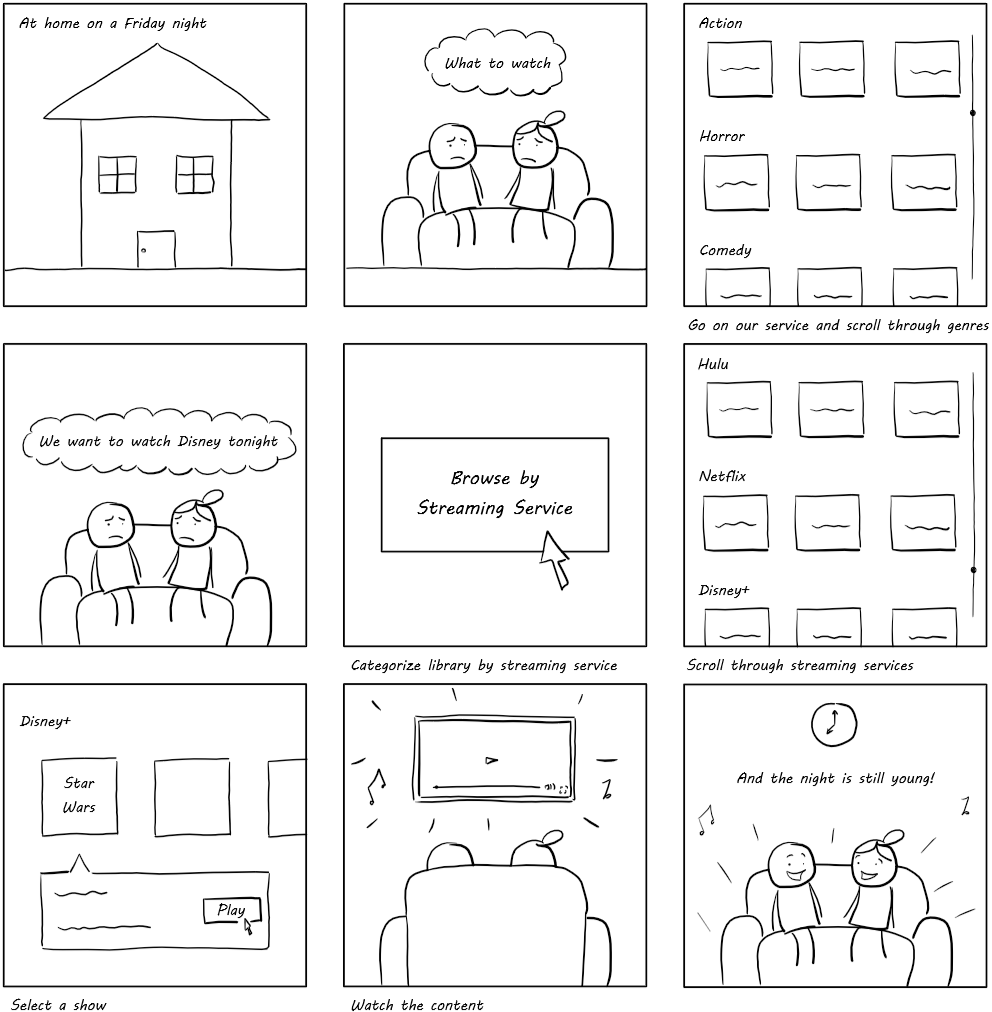 At home on a Friday night
What to watch
Action
Horror
Comedy
Go on our service and scroll through genres
We want to watch Disney tonight
Browse by
Streaming Service
Categorize library by streaming service
Hulu
Netflix
Disney+
Scroll through streaming services
Disney+
Star
Wars
Play
Select a show
Watch the content
And the night is still young!